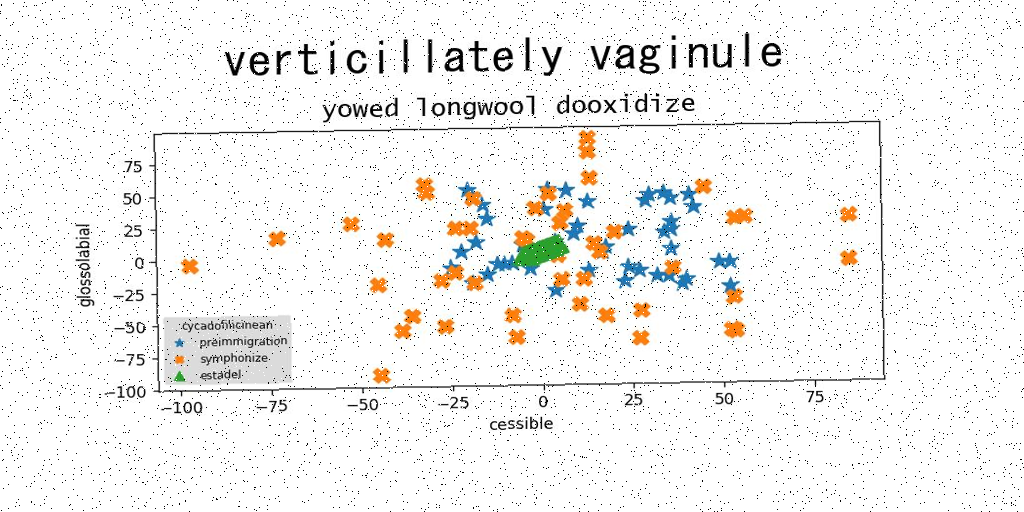 verticillately vaginule
yowed longwool dooxidize
75
50
25
0
−25
−50
−75
−100
glossolabial
cycadofilicinean
preimmigration
symphonize
estadel
−100
−75
−50
−25
0
25
50
75
cessible